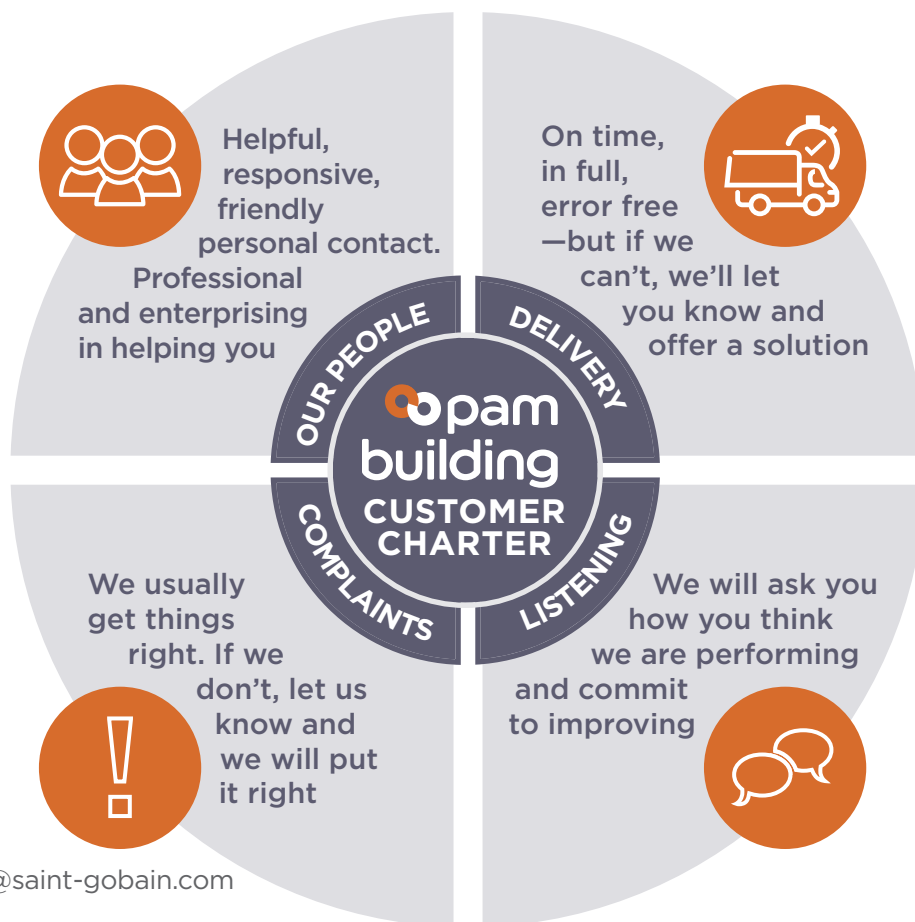 Helpful,
responsive,
friendly
personal contact.
Professional
and enterprising
in helping you
OUR PEOPLE
On time,
in full,
error free
—but if we
can't, we'll let
you know and
offer a solution
DELIVERY
pam
building
CUSTOMER
CHARTER
COMPLAINTS
We usually
get things
right. If we
don't, let us
know and
we will put
it right
LISTENING
We will ask you
how you think
we are performing
and commit
to improving
@saint-gobain.com